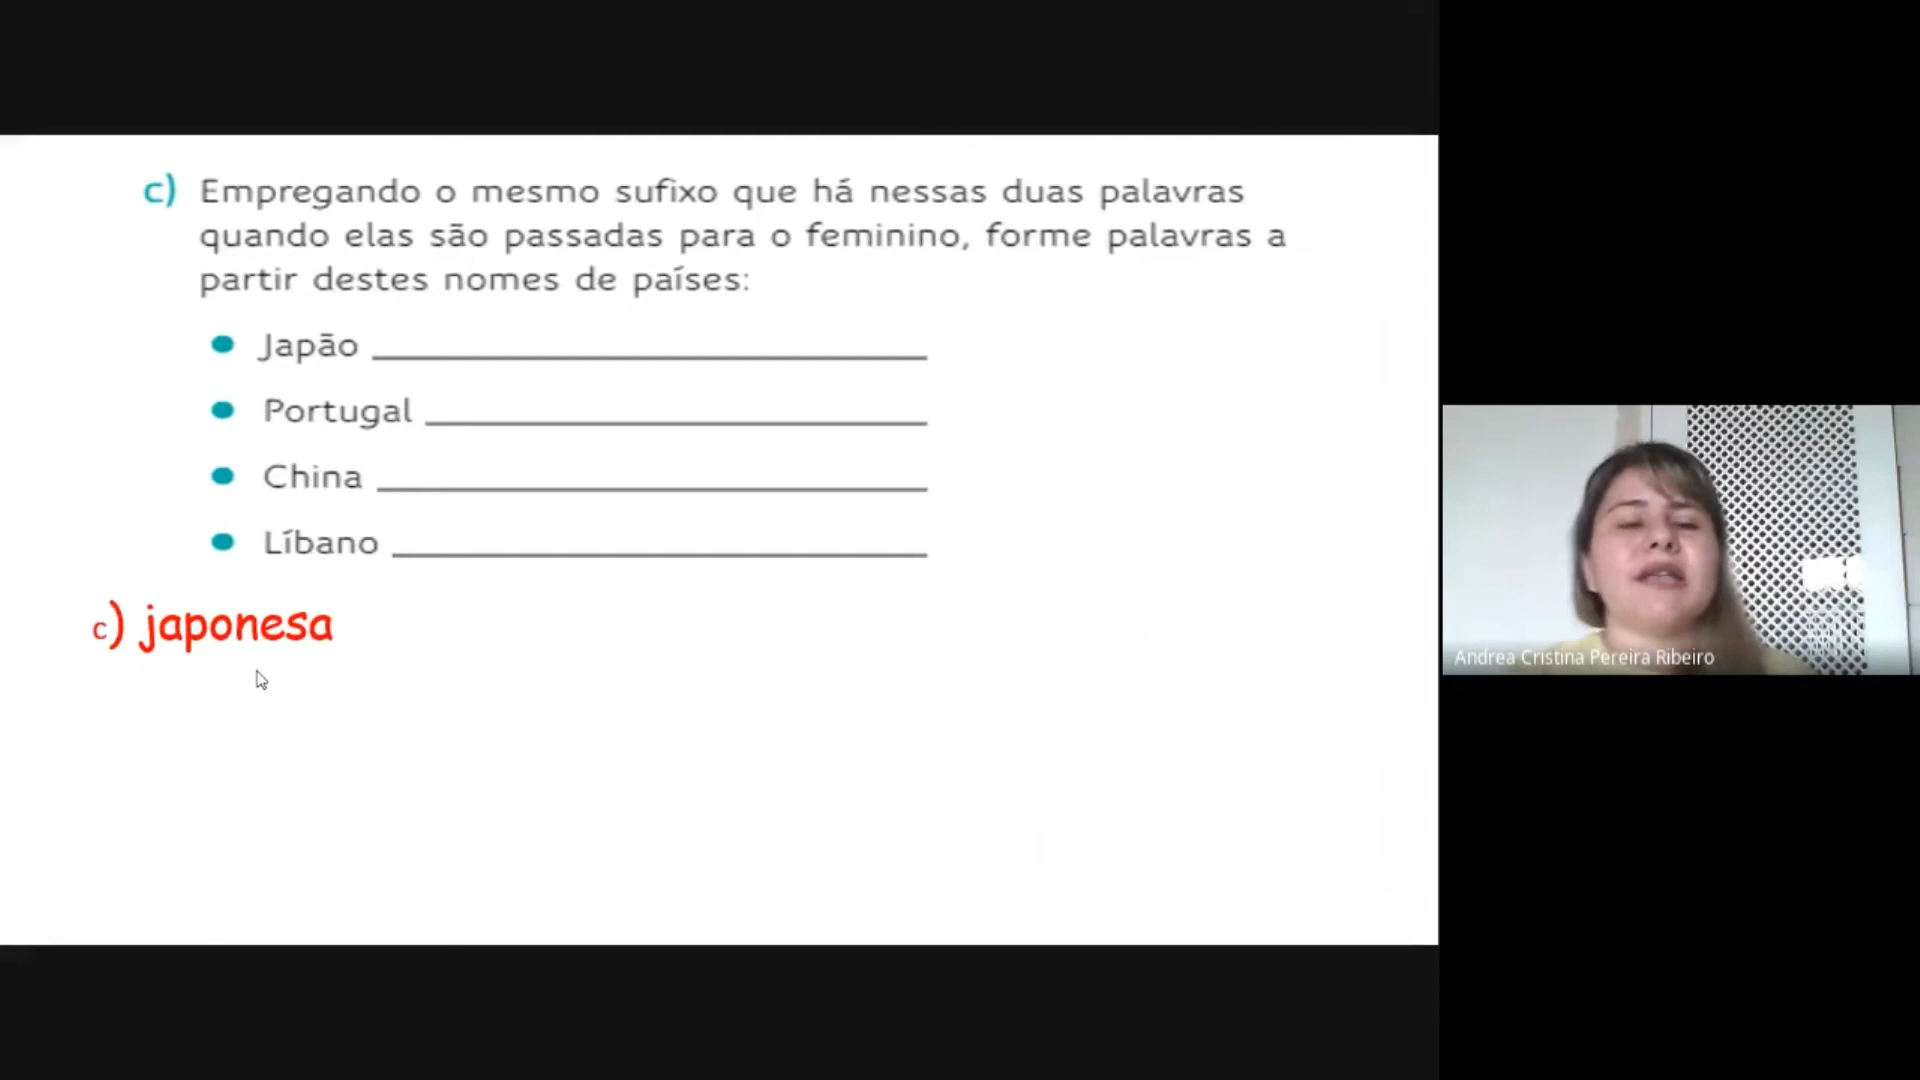 c) Empregando o mesmo sufixo que há nessas duas palavras
quando elas são passadas para o feminino, forme palavras a
partir destes nomes de países:
Japão
Portugal
China
Líbano
c) japonesa
Andrea Cristina Pereira Ribeiro